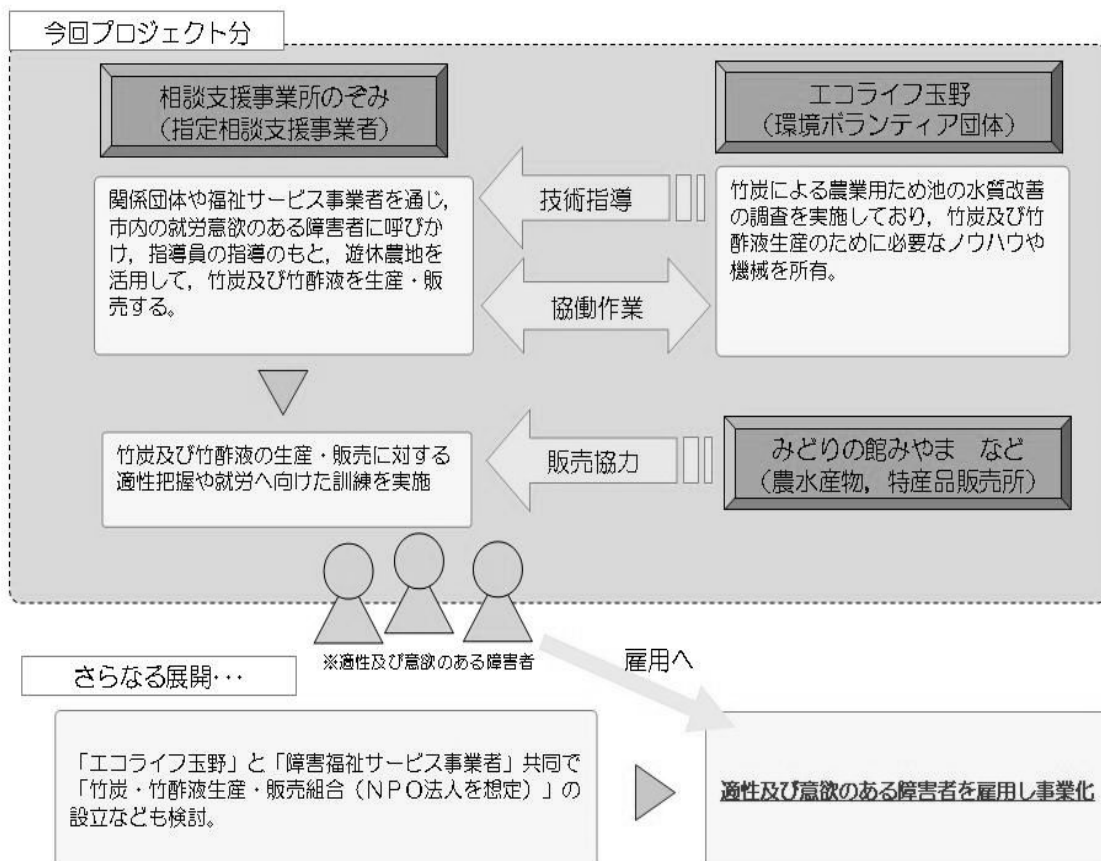 今回プロジェクト分
相談支援事業所のぞみ
（指定相談支援事業者）
エコライフ玉野
（環境ボランティア団体）
関係団体や福祉サービス事業者を通じ，
市内の就労意欲のある障害者に呼びか
け，指導員の指導のもと，遊休農地を
活用して，竹炭及び竹酢液を生産・販
売する。
技術指導
協働作業
竹炭による農業用ため池の水質改善
の調査を実施しており，竹炭及び竹
酢液生産のために必要なノウハウや
機械を所有。
竹炭及び竹酢液の生産・販売に対する
適性把握や就労へ向けた訓練を実施
販売協力
みどりの館みやま　など
（農水産物，特産品販売所）
※適性及び意欲のある障害者
雇用へ
さらなる展開・・・
「エコライフ玉野」と「障害福祉サービス事業者」共同で
「竹炭・竹酢液生産・販売組合（ＮＰＯ法人を想定）」の
設立なども検討。
適性及び意欲のある障害者を雇用し事業化